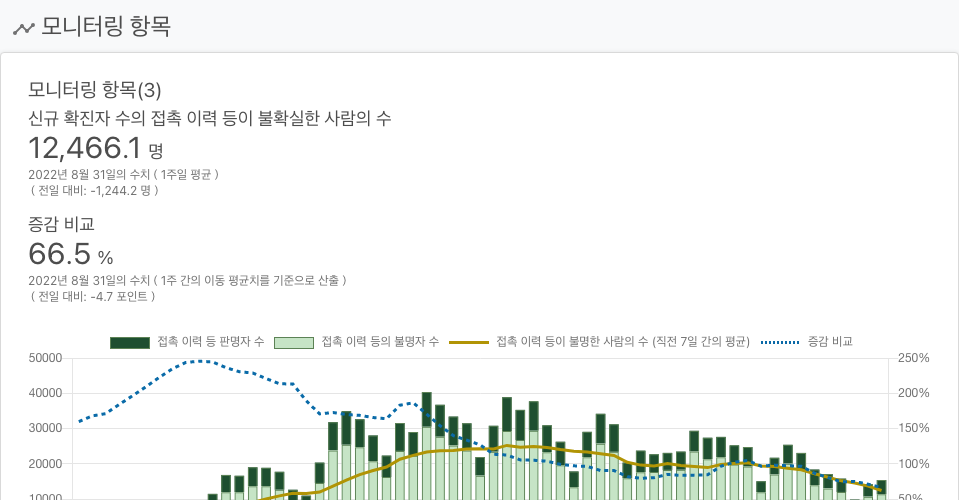 모니터링 항목
모니터링 항목(3)
신규 확진자 수의 접촉 이력 등이 불확실한 사람의 수
12,466.1 명
2022년 8월 31일의 수치 ( 1주일 평균 )
( 전일 대비: -1,244.2 명 )
증감 비교
66.5 %
2022년 8월 31일의 수치 ( 1주 간의 이동 평균치를 기준으로 산출 )
( 전일 대비: -4.7 포인트 )
접촉 이력 등 판명자 수 접촉 이력 등의 불명자 수 접촉 이력 등이 불명한 사람의 수 (직전 7일 간의 평균) 증감 비교
50000 250%
40000 200%
30000 150%
20000 100%
10000 50%